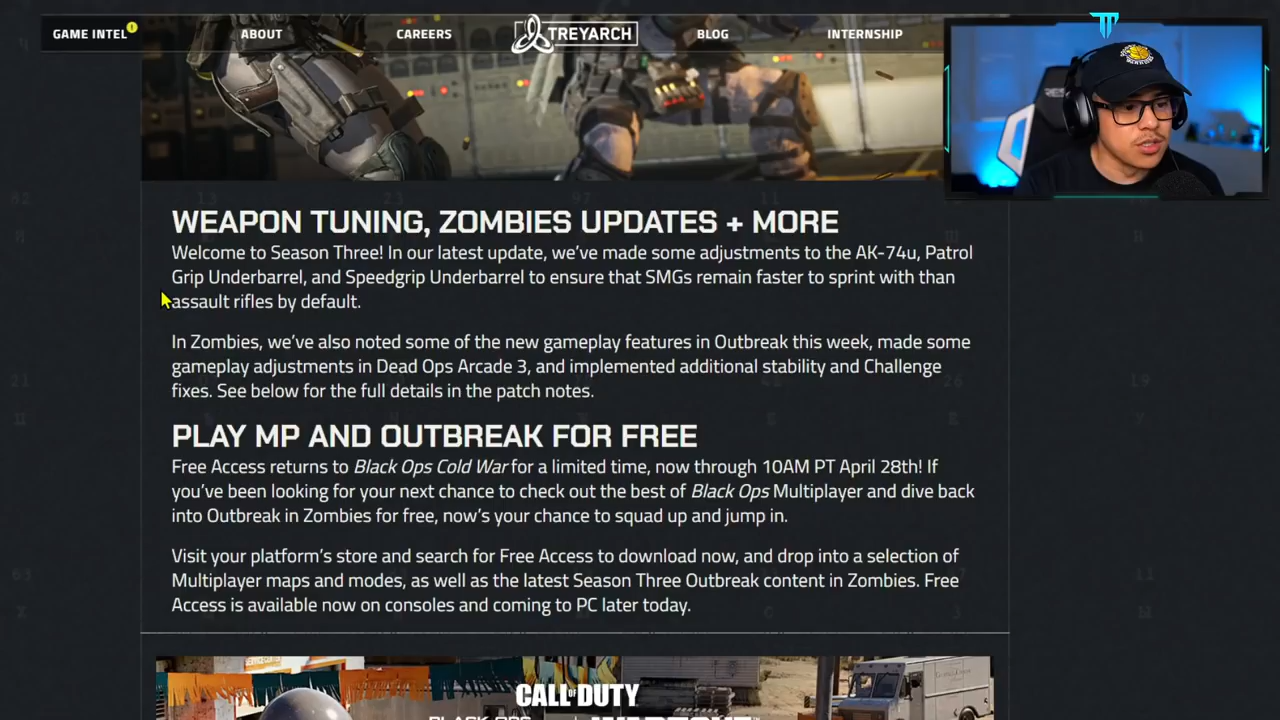 GAME INTEL
ABOUT
CAREERS
TREYARCH
BLOG
INTERNSHIP
WEAPON TUNING, ZOMBIES UPDATES + MORE
Welcome to Season Three! In our latest update, we've made some adjustments to the AK-74u, Patrol
Grip Underbarrel, and Speedgrip Underbarrel to ensure that SMGs remain faster to sprint with than
assault rifles by default.
In Zombies, we've also noted some of the new gameplay features in Outbreak this week, made some
gameplay adjustments in Dead Ops Arcade 3, and implemented additional stability and Challenge
fixes. See below for the full details in the patch notes.
PLAY MP AND OUTBREAK FOR FREE
Free Access returns to Black Ops Cold War for a limited time, now through 10AM PT April 28th! If
you've been looking for your next chance to check out the best of Black Ops Multiplayer and dive back
into Outbreak in Zombies for free, now's your chance to squad up and jump in.
Visit your platform's store and search for Free Access to download now, and drop into a selection of
Multiplayer maps and modes, as well as the latest Season Three Outbreak content in Zombies. Free
Access is available now on consoles and coming to PC later today.
CALL OF DUTY
BLACK OPS